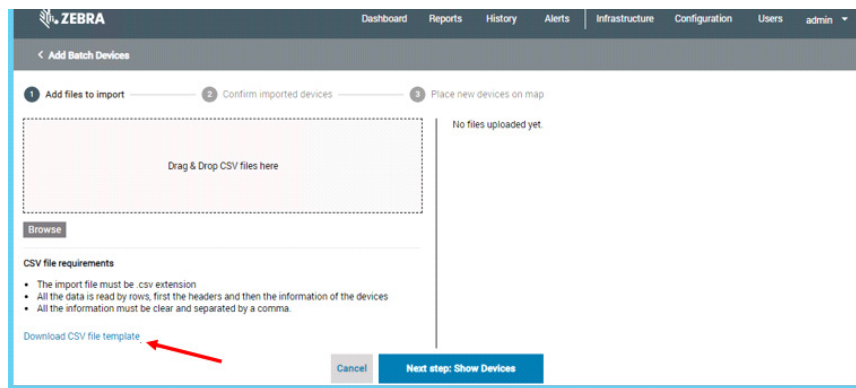 ZEBRA Dashboard Reports History Alerts Infrastructure Configuration Users admin
< Add Batch Devices
1 Add files to import 2 Confirm imported devices 3 Place new devices on map
No files uploaded yet.
Drag & Drop CSV files here
Browse
CSV file requirements
• The import file must be .csv extension
• All the data is read by rows, first the headers and then the information of the devices
• All the information must be clear and separated by a comma.
Download CSV file template
Cancel Next step: Show Devices